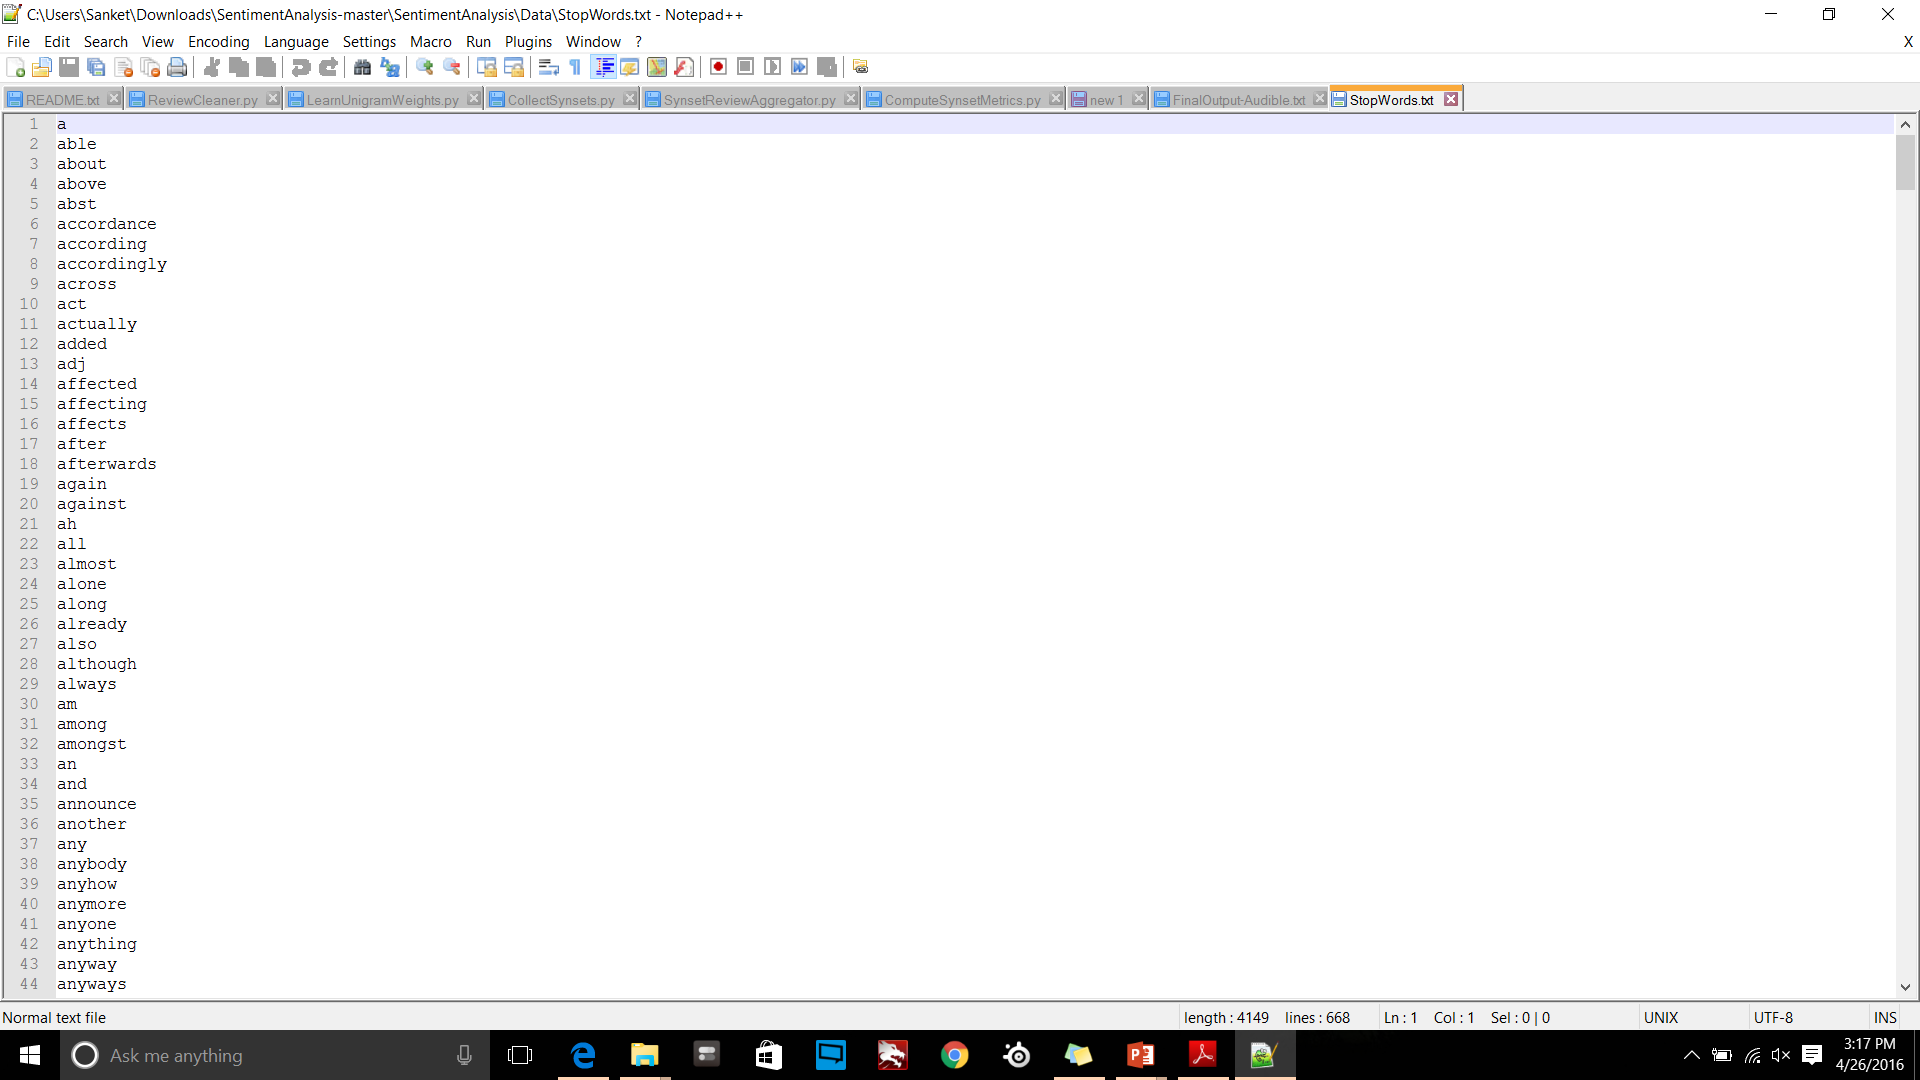 C:\Users\Sanket\Downloads\SentimentAnalysis-master\SentimentAnalysis\Data\StopWords.txt - Notepad++
File Edit Search View Encoding Language Settings Macro Run Plugins Window ?
X
README.txt ReviewCleaner.py LearnUnigramWeights.py CollectSynsets.py SynsetReviewAggregator.py ComputeSynsetMetrics.py new 1 FinalOutput-Audible.txt StopWords.txt
1 a
2 able
3 about
4 above
5 abst
6 accordance
7 according
8 accordingly
9 across
10 act
11 actually
12 added
13 adj
14 affected
15 affecting
16 affects
17 after
18 afterwards
19 again
20 against
21 ah
22 all
23 almost
24 alone
25 along
26 already
27 also
28 although
29 always
30 am
31 among
32 amongst
33 an
34 and
35 announce
36 another
37 any
38 anybody
39 anyhow
40 anymore
41 anyone
42 anything
43 anyway
44 anyways
Normal text file length : 4149 lines : 668 Ln : 1 Col : 1 Sel : 0 | 0 UNIX UTF-8 INS
Ask me anything
3:17 PM
4/26/2016